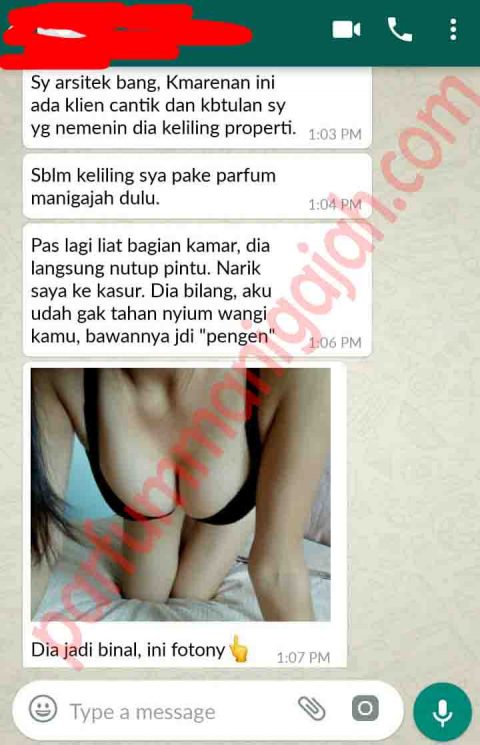 Sy arsitek bang, Kmarenan ini
ada klien cantik dan kbtulan sy
yg nemenin dia keliling properti. 1:03 PM
Sblm keliling sya pake parfum
manigajah dulu. 1:04 PM
Pas lagi liat bagian kamar, dia
langsung nutup pintu. Narik
saya ke kasur. Dia bilang, aku
udah gak tahan nyium wangi
kamu, bawannya jdi "pengen" 1:06 PM
parfummanigajah.com
Dia jadi binal, ini fotony👆 1:07 PM
Type a message